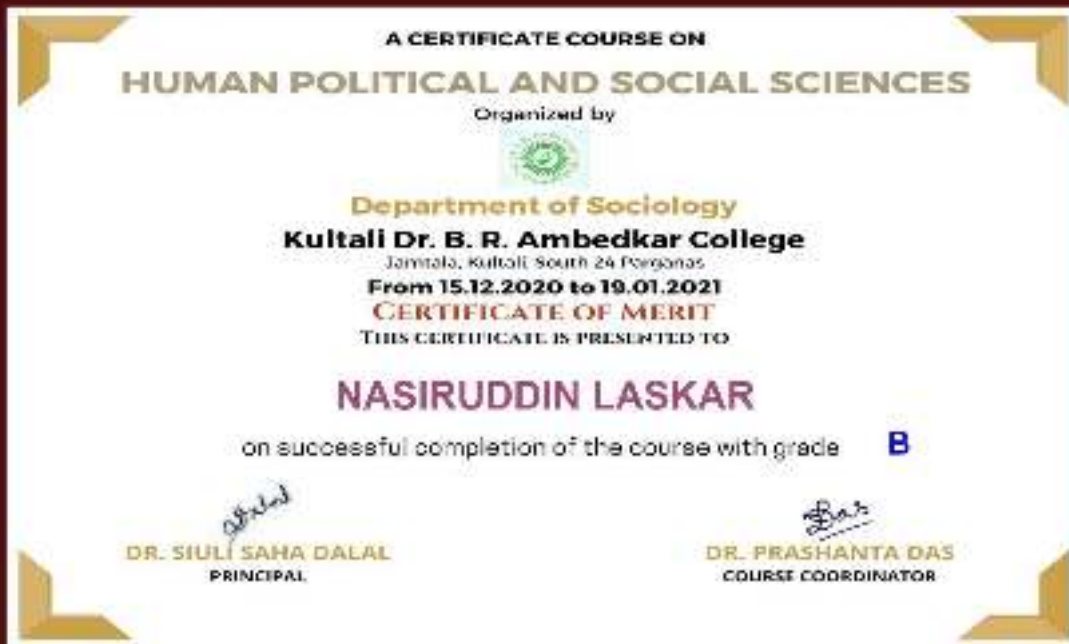 A CERTIFICATE COURSE ON
HUMAN POLITICAL AND SOCIAL SCIENCES
Organized by
Department of Sociology
Kultali Dr. B. R. Ambedkar College
Jamtala, Kultali, South 24 Parganas
From 15.12.2020 to 19.01.2021
CERTIFICATE OF MERIT
THIS CERTIFICATE IS PRESENTED TO
NASIRUDDIN LASKAR
on successful completion of the course with grade B
Das
DR. SIULI SAHA DALAL
PRINCIPAL
DR. PRASHANTA DAS
COURSE COORDINATOR